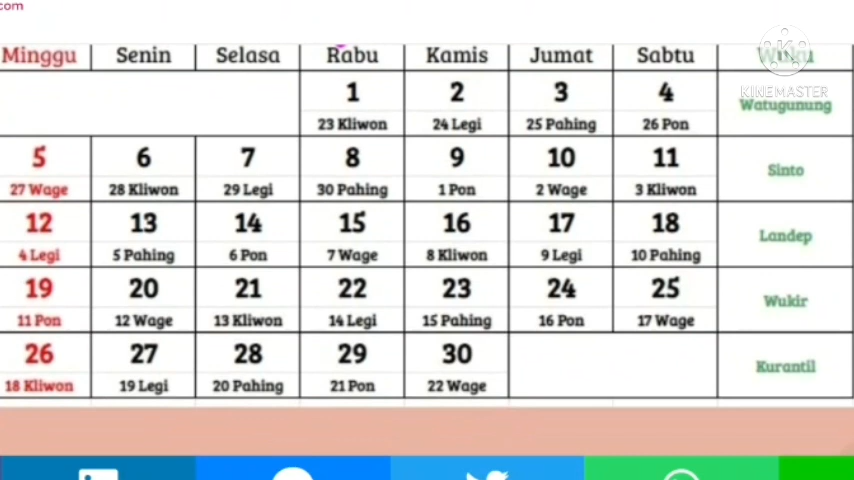 com
Minggu Senin Selasa Rabu Kamis Jumat Sabtu Wuku
KINEMASTER
1 2 3 4 Watugunung
23 Kliwon 24 Legi 25 Pahing 26 Pon
5 6 7 8 9 10 11 Sinto
27 Wage 28 Kliwon 29 Legi 30 Pahing 1 Pon 2 Wage 3 Kliwon
12 13 14 15 16 17 18 Landep
4 Legi 5 Pahing 6 Pon 7 Wage 8 Kliwon 9 Legi 10 Pahing
19 20 21 22 23 24 25 Wukir
11 Pon 12 Wage 13 Kliwon 14 Legi 15 Pahing 16 Pon 17 Wage
26 27 28 29 30 Kurantil
18 Kliwon 19 Legi 20 Pahing 21 Pon 22 Wage